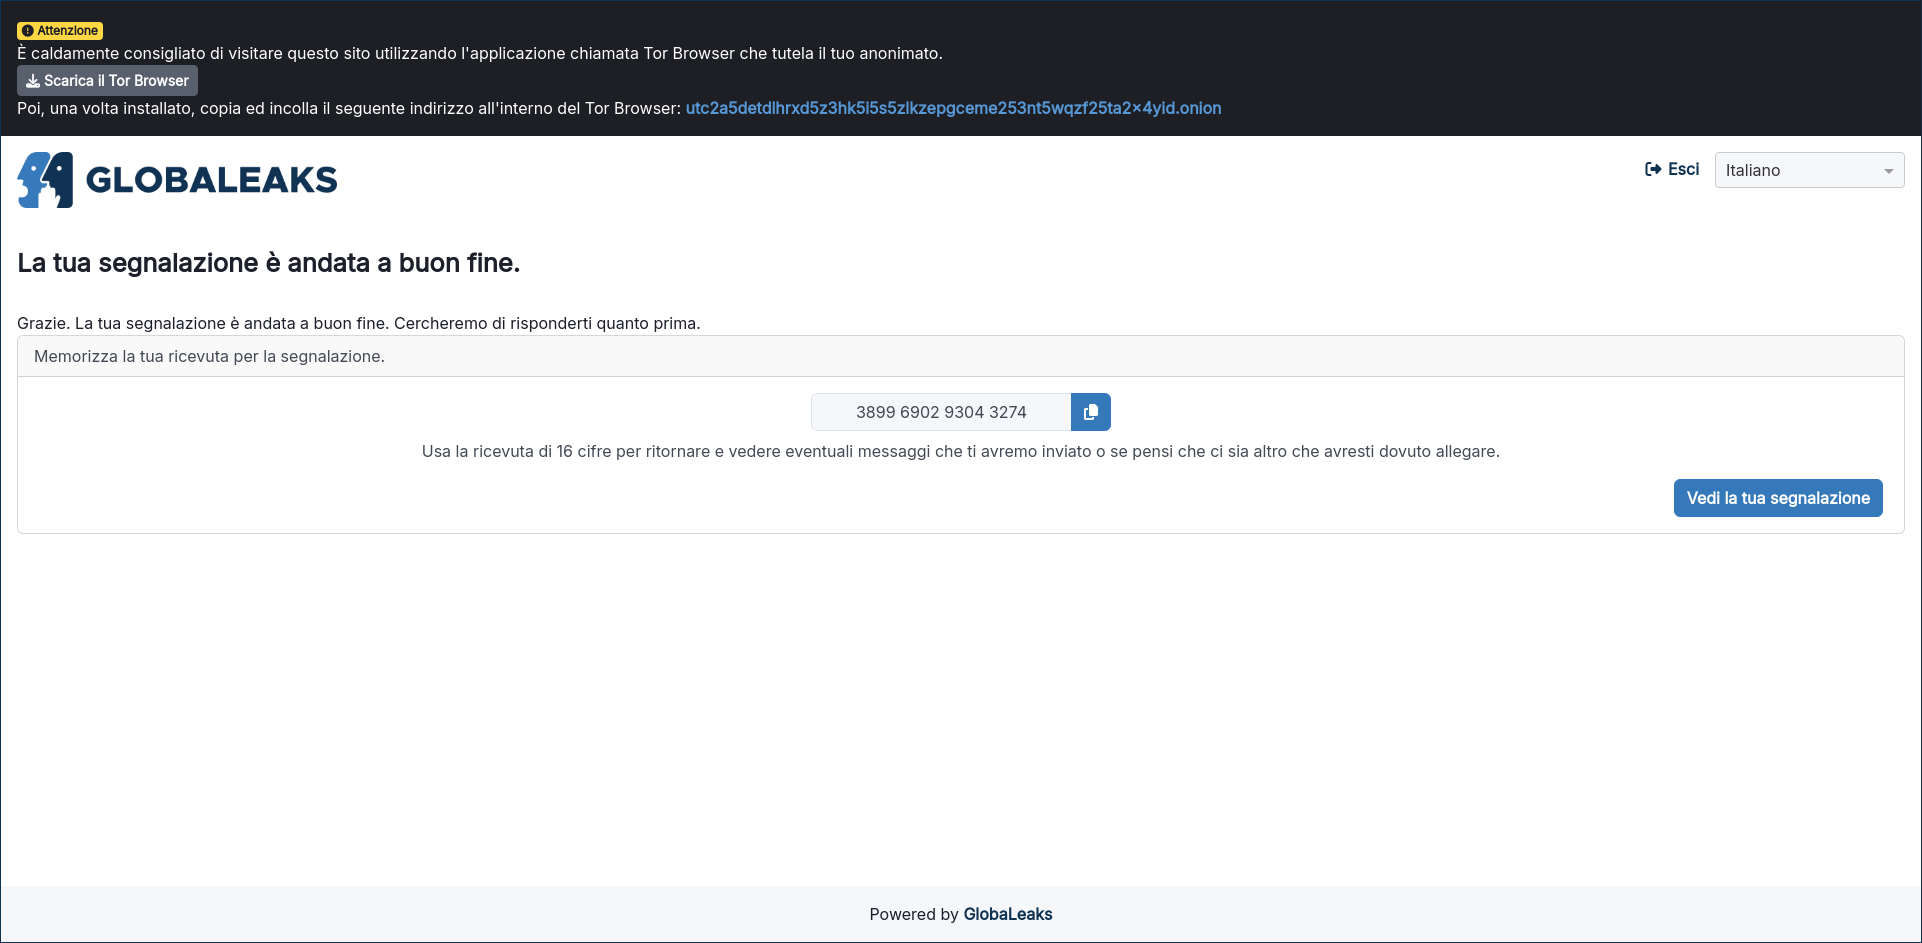 Attenzione
È caldamente consigliato di visitare questo sito utilizzando l'applicazione chiamata Tor Browser che tutela il tuo anonimato.
Scarica il Tor Browser
Poi, una volta installato, copia ed incolla il seguente indirizzo all'interno del Tor Browser: utc2a5detdlhrxd5z3hk5l5s5zlkzepgceme253nt5wqzf25ta2x4yid.onion
GLOBALEAKS
Esci
Italiano
La tua segnalazione è andata a buon fine.
Grazie. La tua segnalazione è andata a buon fine. Cercheremo di risponderti quanto prima.
Memorizza la tua ricevuta per la segnalazione.
3899 6902 9304 3274
Usa la ricevuta di 16 cifre per ritornare e vedere eventuali messaggi che ti avremo inviato o se pensi che ci sia altro che avresti dovuto allegare.
Vedi la tua segnalazione
Powered by GlobaLeaks